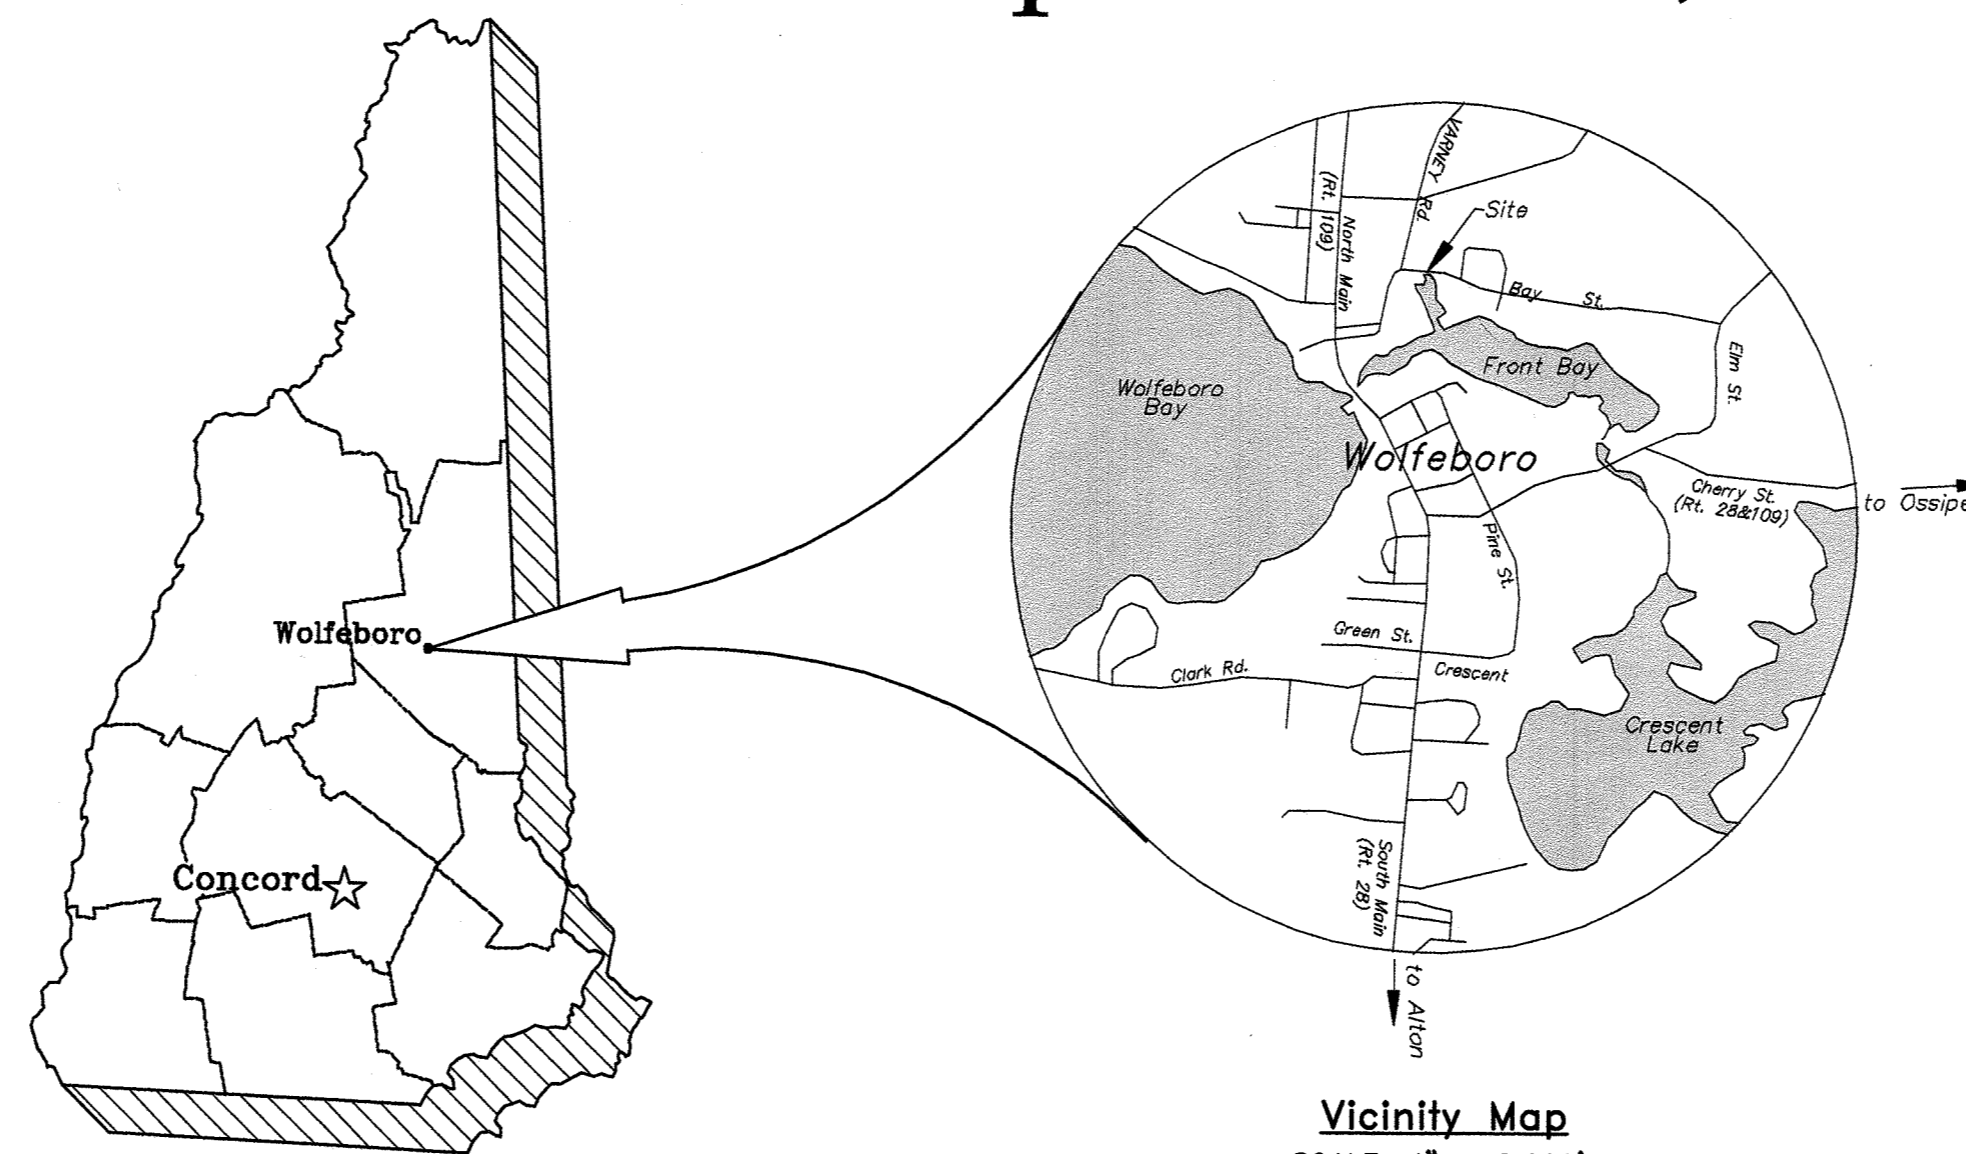 Wolfeboro
Concord
VARNEY Rd.
(Rt. 109)
North Main
Site
Bay St.
Wolfeboro
Bay
Front Bay
Elm St.
Wolfeboro
Cherry St.
(Rt. 28&109)
to Ossipe
Pine St.
Green St.
Crescent
Clark Rd.
Crescent
Lake
South Main
(Rt. 28)
to Alton
Vicinity Map